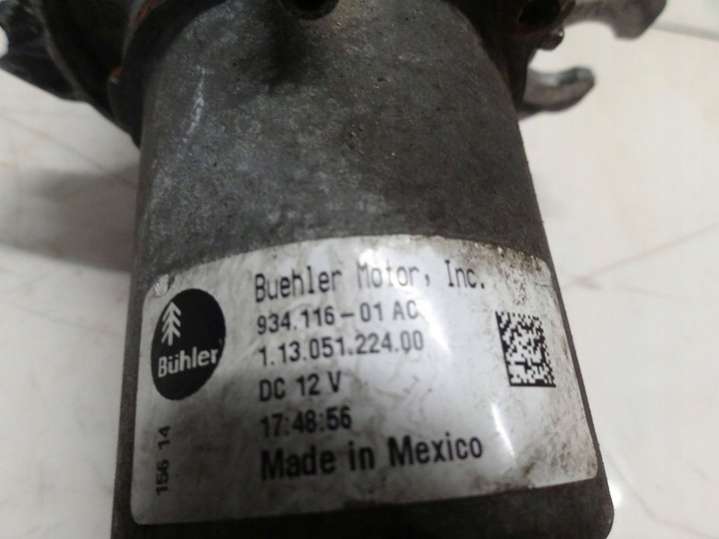 Buehler Motor, Inc.
934.116-01 AC
1.13.051.224.00
DC 12 V
17:48:56
Made in Mexico
Bühler
156 14